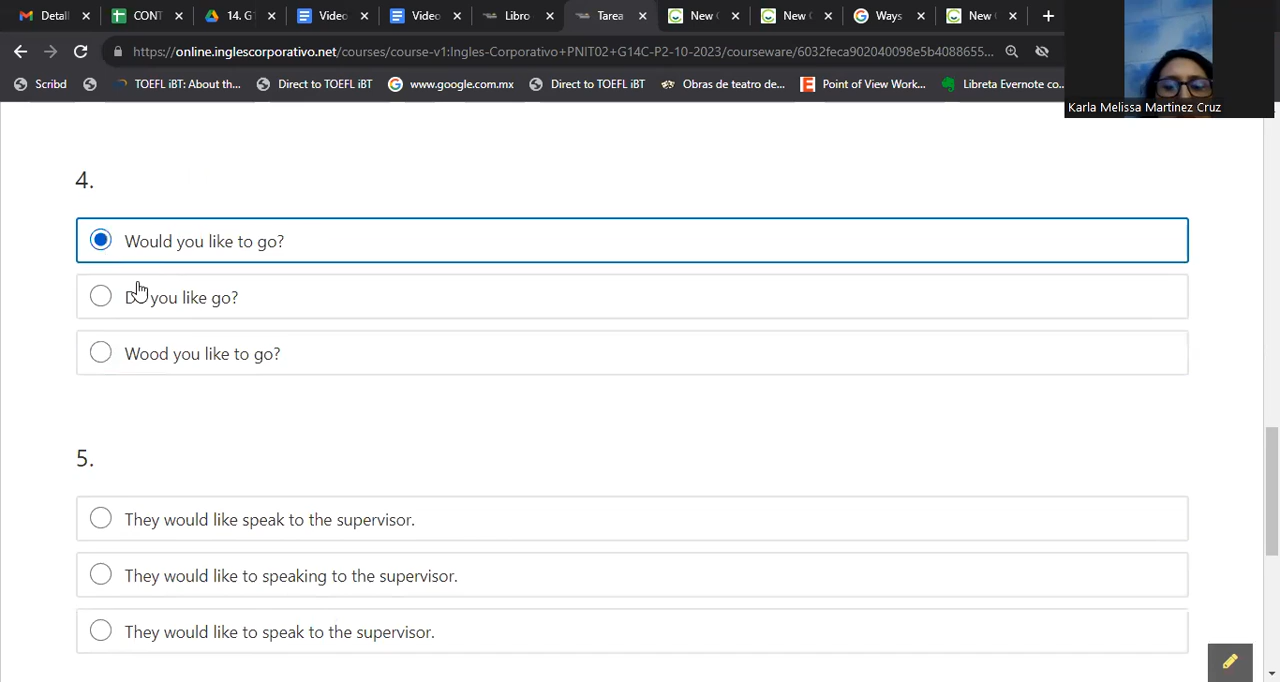 Detall
CONT
14. G
Video
Video
Libro
Tarea
New
New
Ways
New
https://online.inglescorporativo.net/courses/course-v1:Ingles-Corporativo+PNIT02+G14C-P2-10-2023/courseware/6032feca902040098e5b4088655...
Scribd
TOEFL iBT: About th...
Direct to TOEFL iBT
www.google.com.mx
Direct to TOEFL iBT
Obras de teatro de...
Point of View Work...
Libreta Evernote co...
Karla Melissa Martinez Cruz
4.
Would you like to go?
you like go?
Wood you like to go?
5.
They would like speak to the supervisor.
They would like to speaking to the supervisor.
They would like to speak to the supervisor.